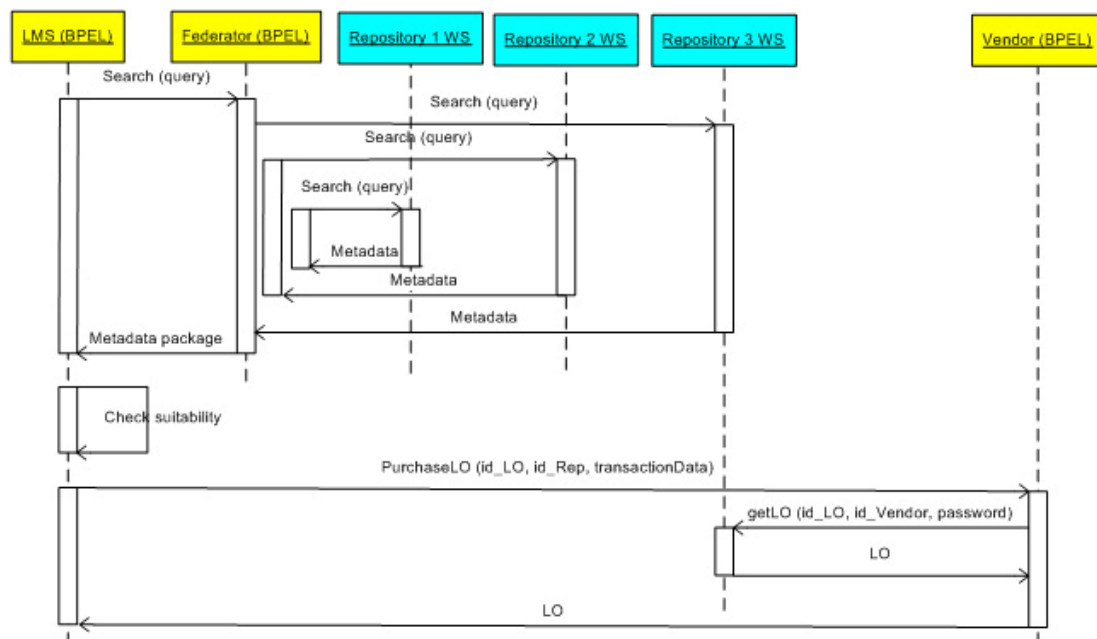 LMS (BPEL)
Federator (BPEL)
Repository 1 WS
Repository 2 WS
Repository 3 WS
Vendor (BPEL)
Search (query)
Search (query)
Search (query)
Search (query)
Metadata
Metadata
Metadata
Metadata package
Check suitability
PurchaseLO (id_LO, id_Rep, transactionData)
getLO (id_LO, id_Vendor, password)
LO
LO